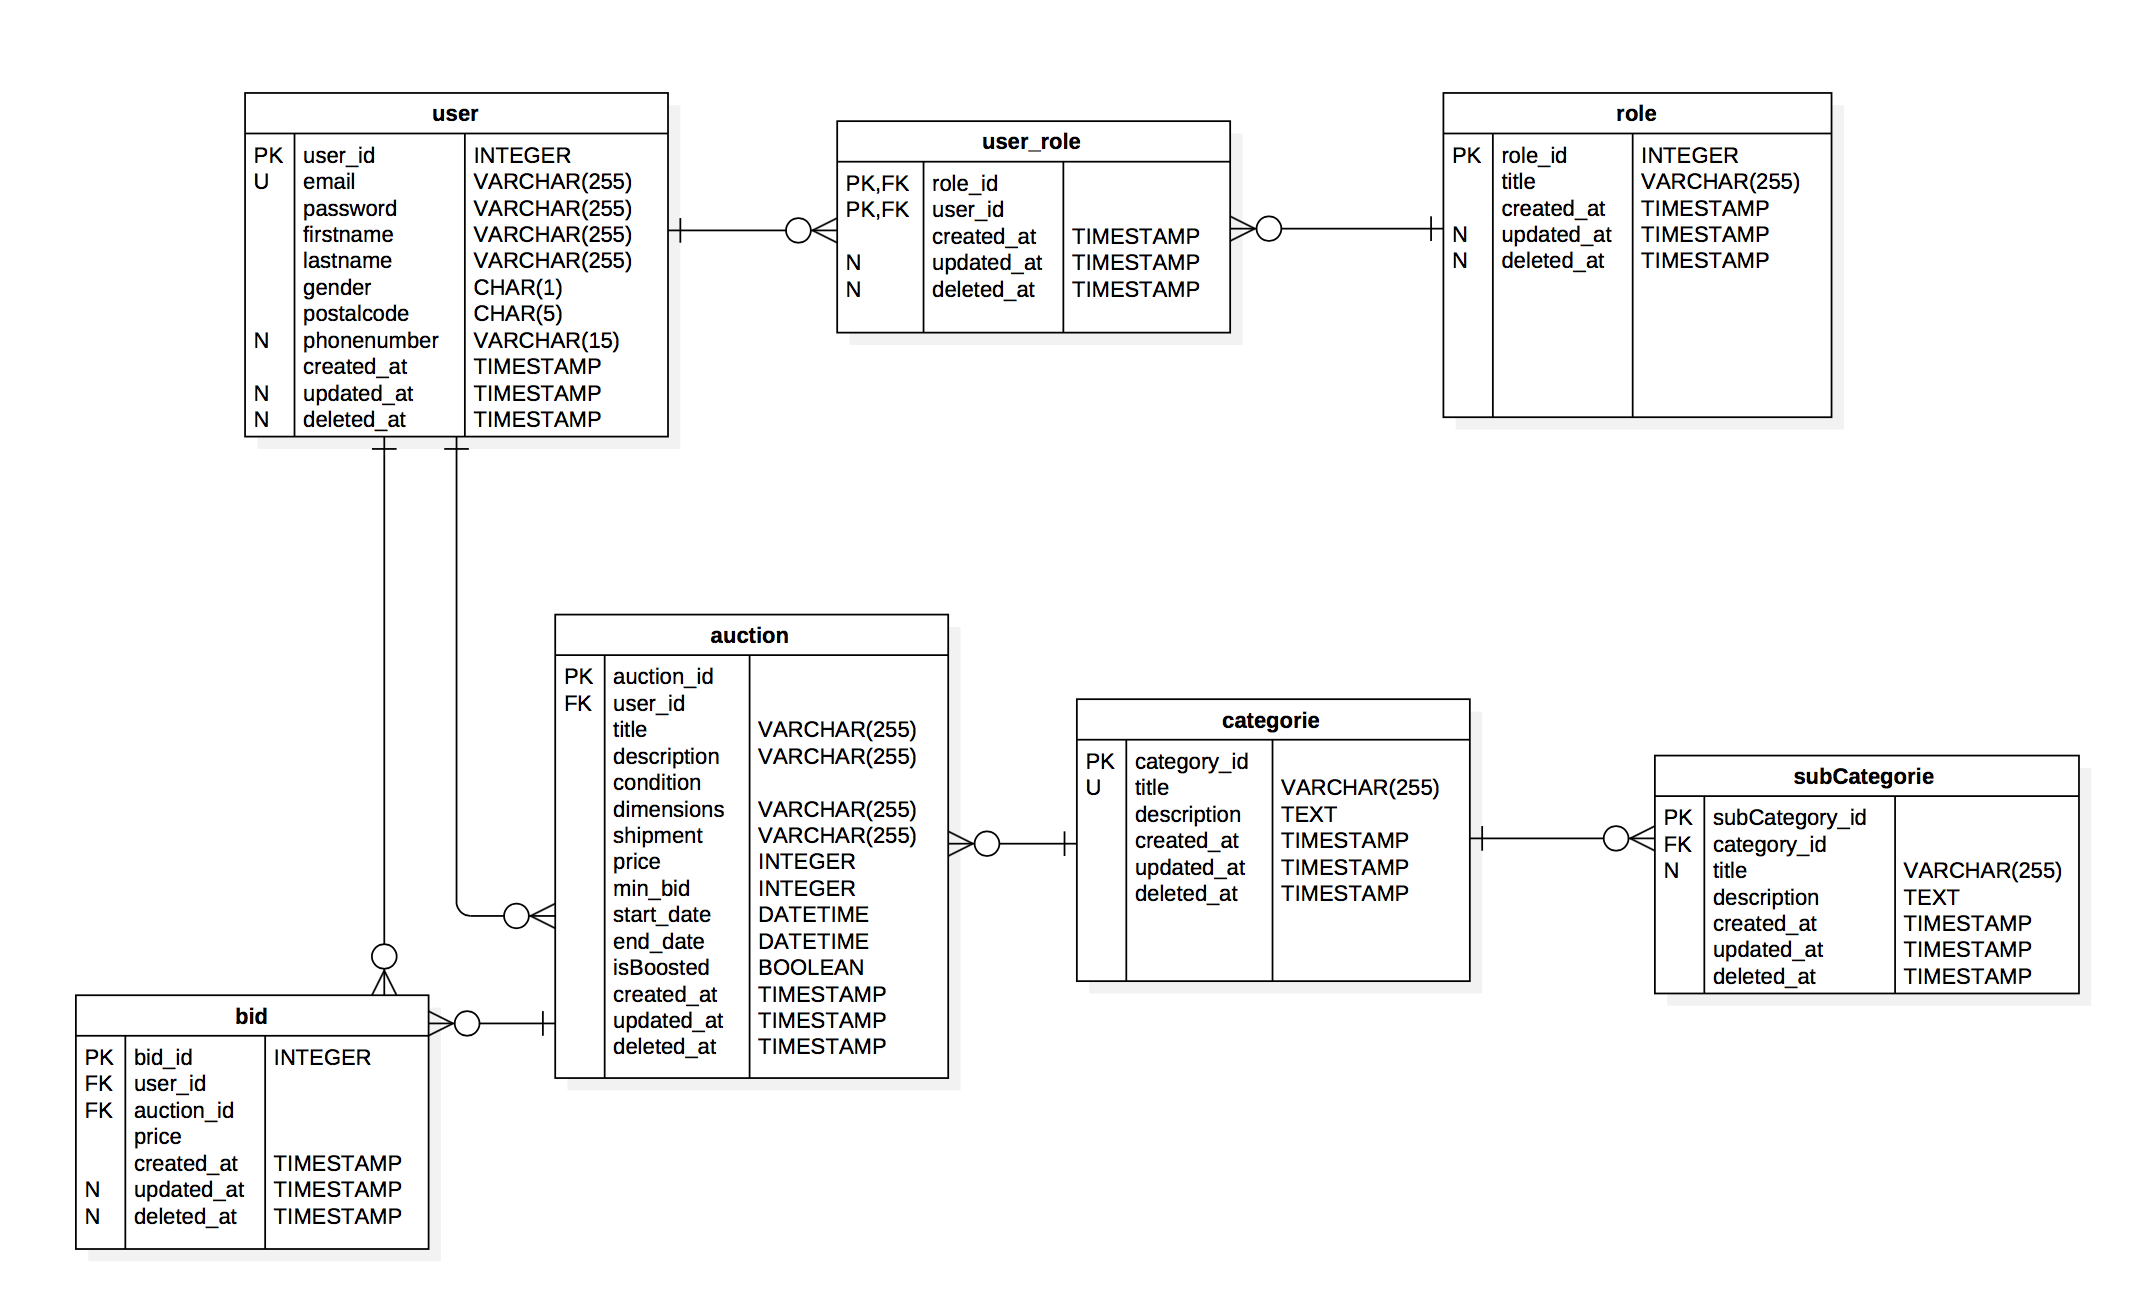 user
PK user_id INTEGER
U email VARCHAR(255)
password VARCHAR(255)
firstname VARCHAR(255)
lastname VARCHAR(255)
gender CHAR(1)
postalcode CHAR(5)
N phonenumber VARCHAR(15)
created_at TIMESTAMP
N updated_at TIMESTAMP
N deleted_at TIMESTAMP
user_role
PK,FK role_id
PK,FK user_id
created_at TIMESTAMP
N updated_at TIMESTAMP
N deleted_at TIMESTAMP
role
PK role_id INTEGER
title VARCHAR(255)
created_at TIMESTAMP
N updated_at TIMESTAMP
N deleted_at TIMESTAMP
auction
PK auction_id
FK user_id
title VARCHAR(255)
description VARCHAR(255)
condition
dimensions VARCHAR(255)
shipment VARCHAR(255)
price INTEGER
min_bid INTEGER
start_date DATETIME
end_date DATETIME
isBoosted BOOLEAN
created_at TIMESTAMP
updated_at TIMESTAMP
deleted_at TIMESTAMP
categorie
PK category_id
U title VARCHAR(255)
description TEXT
created_at TIMESTAMP
updated_at TIMESTAMP
deleted_at TIMESTAMP
subCategorie
PK subCategory_id
FK category_id
N title VARCHAR(255)
description TEXT
created_at TIMESTAMP
updated_at TIMESTAMP
deleted_at TIMESTAMP
bid
PK bid_id INTEGER
FK user_id
FK auction_id
price
created_at TIMESTAMP
N updated_at TIMESTAMP
N deleted_at TIMESTAMP